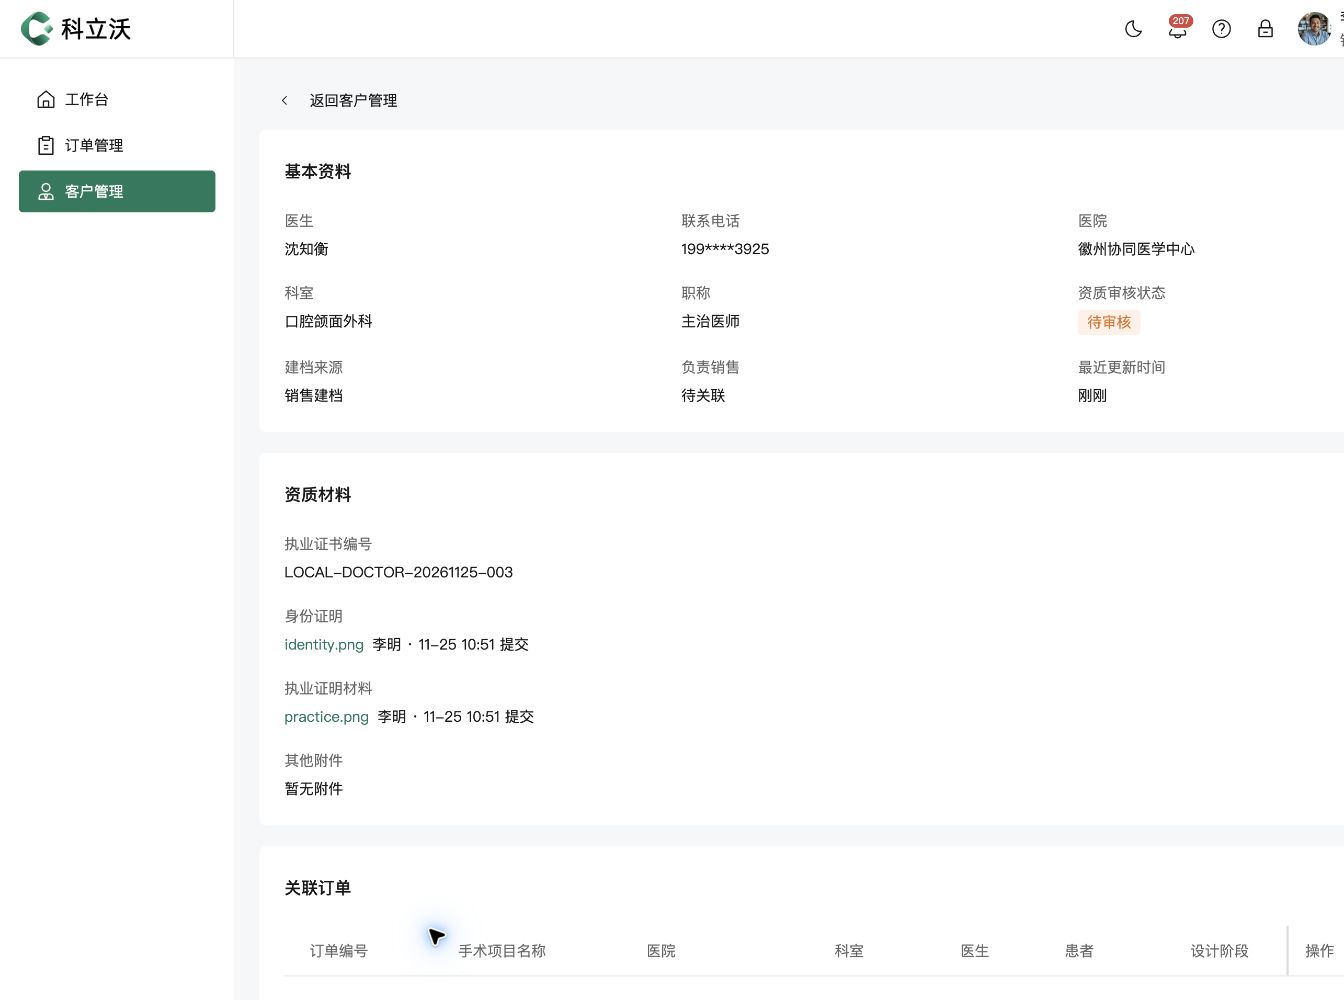 科立沃
207
工作台
订单管理
客户管理
返回客户管理
基本资料
医生 联系电话 医院
沈知衡 199****3925 徽州协同医学中心
科室 职称 资质审核状态
口腔颌面外科 主治医师 待审核
建档来源 负责销售 最近更新时间
销售建档 待关联 刚刚
资质材料
执业证书编号
LOCAL-DOCTOR-20261125-003
身份证明
identity.png 李明 · 11-25 10:51 提交
执业证明材料
practice.png 李明 · 11-25 10:51 提交
其他附件
暂无附件
关联订单
订单编号 手术项目名称 医院 科室 医生 患者 设计阶段 操作